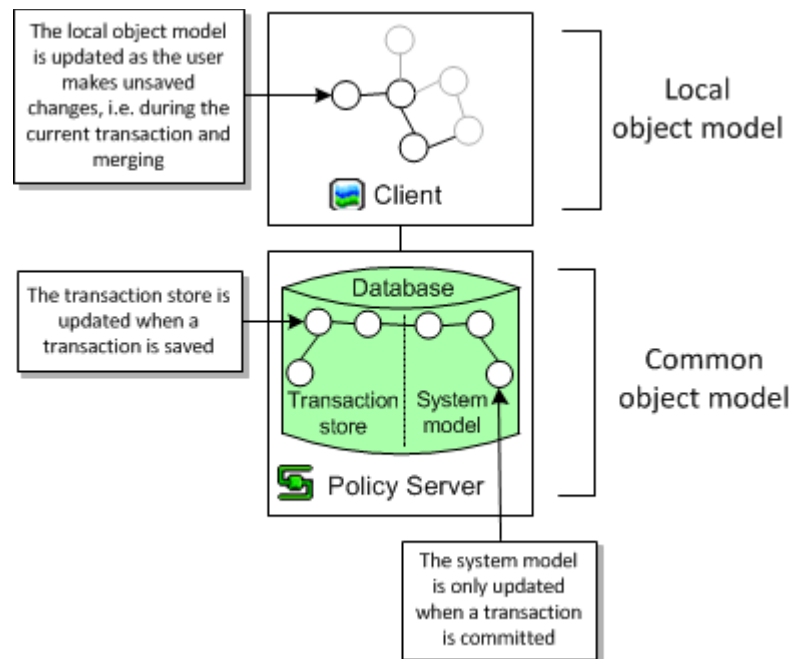 The local object model
is updated as the user
makes unsaved
changes, i.e. during the
current transaction and
merging
Client
Local
object model
The transaction store is
updated when a
transaction is saved
Database
Transaction
store
System
model
Policy Server
Common
object model
The system model
is only updated
when a transaction
is committed